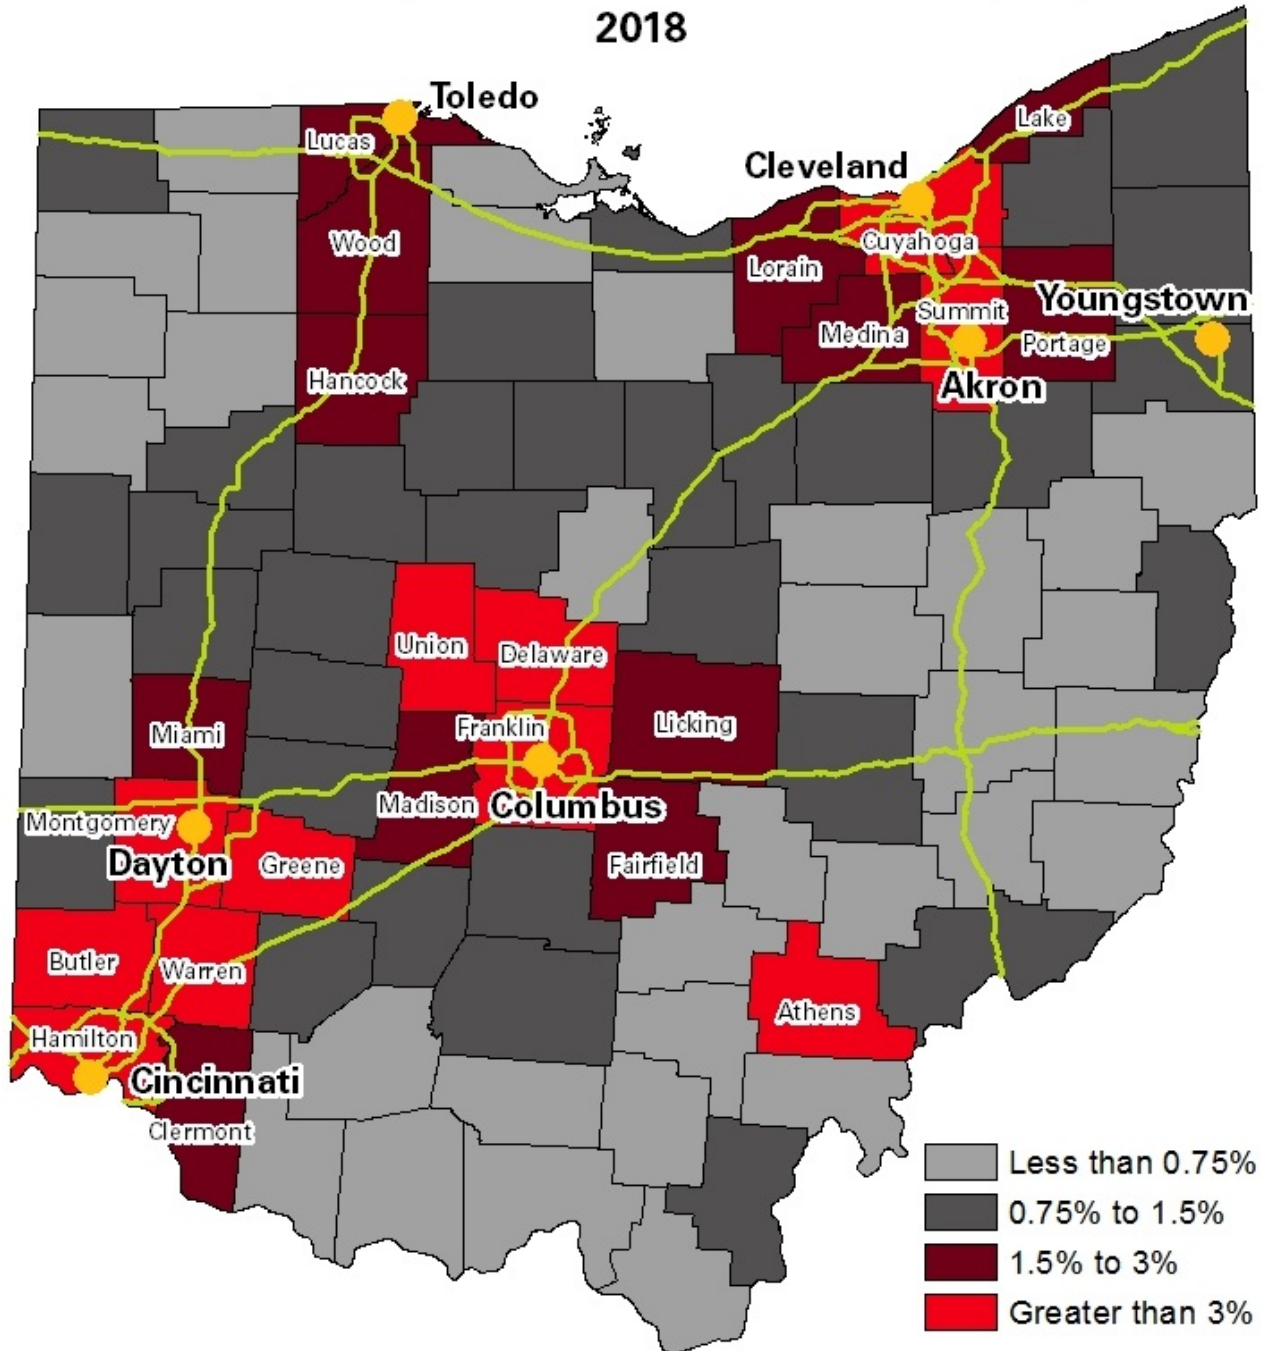 2018
Toledo
Lake
Lucas
Cleveland
Wood
Cuyahoga
Lorain
Youngstown
Summit
Medina
Portage
Hancock
Akron
Union
Delaware
Franklin
Licking
Miami
Madison
Columbus
Montgomery
Dayton
Greene
Fairfield
Butler
Warren
Athens
Hamilton
Cincinnati
Clermont
Less than 0.75%
0.75% to 1.5%
1.5% to 3%
Greater than 3%